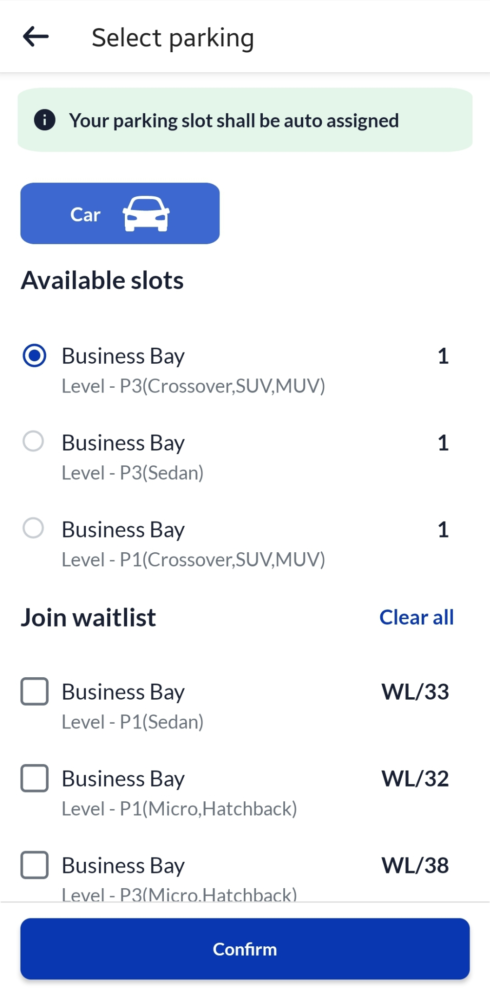 Select parking
Your parking slot shall be auto assigned
Car
Available slots
Business Bay 1
Level - P3(Crossover,SUV,MUV)
Business Bay 1
Level - P3(Sedan)
Business Bay 1
Level - P1(Crossover,SUV,MUV)
Join waitlist Clear all
Business Bay WL/33
Level - P1(Sedan)
Business Bay WL/32
Level - P1(Micro,Hatchback)
Business Bay WL/38
Level - P3(Micro,Hatchback)
Confirm